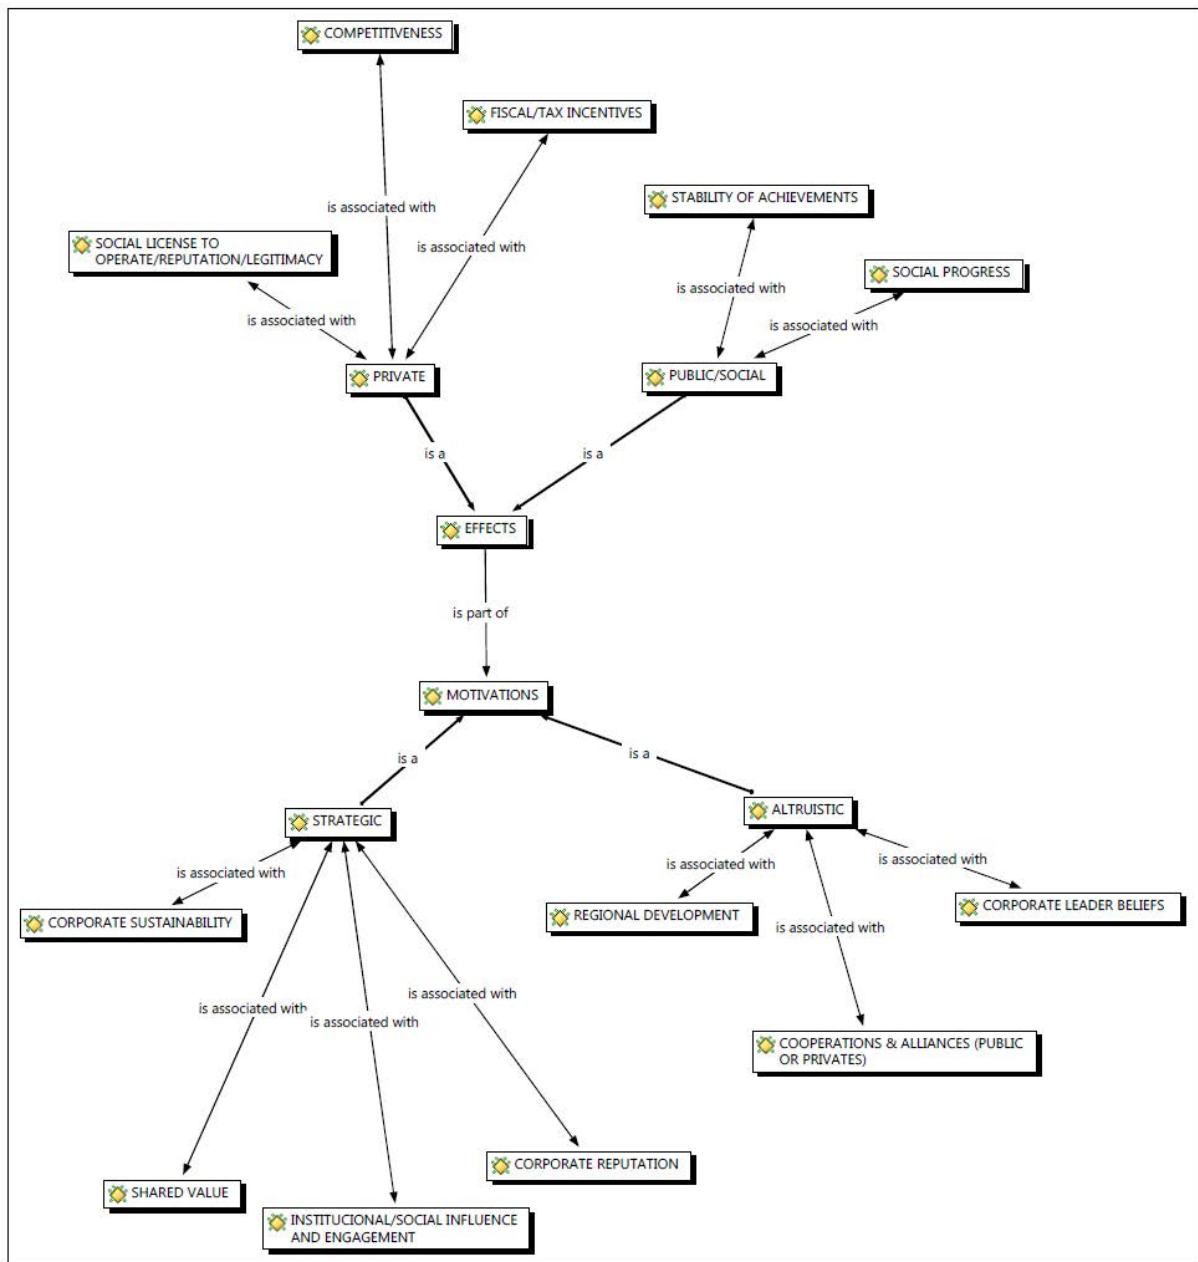 COMPETITIVENESS
FISCAL/TAX INCENTIVES
is associated with
STABILITY OF ACHIEVEMENTS
is associated with
SOCIAL LICENSE TO
OPERATE/REPUTATION/LEGITIMACY
SOCIAL PROGRESS
is associated with
is associated with
is associated with
PRIVATE
PUBLIC/SOCIAL
is a
is a
EFFECTS
is part of
MOTIVATIONS
is a
is a
STRATEGIC
ALTRUISTIC
is associated with
is associated with
is associated with
CORPORATE SUSTAINABILITY
REGIONAL DEVELOPMENT
CORPORATE LEADER BELIEFS
is associated with
is associated with
is associated with
is associated with
COOPERATIONS & ALLIANCES (PUBLIC
OR PRIVATES)
CORPORATE REPUTATION
SHARED VALUE
INSTITUCIONAL/SOCIAL INFLUENCE
AND ENGAGEMENT